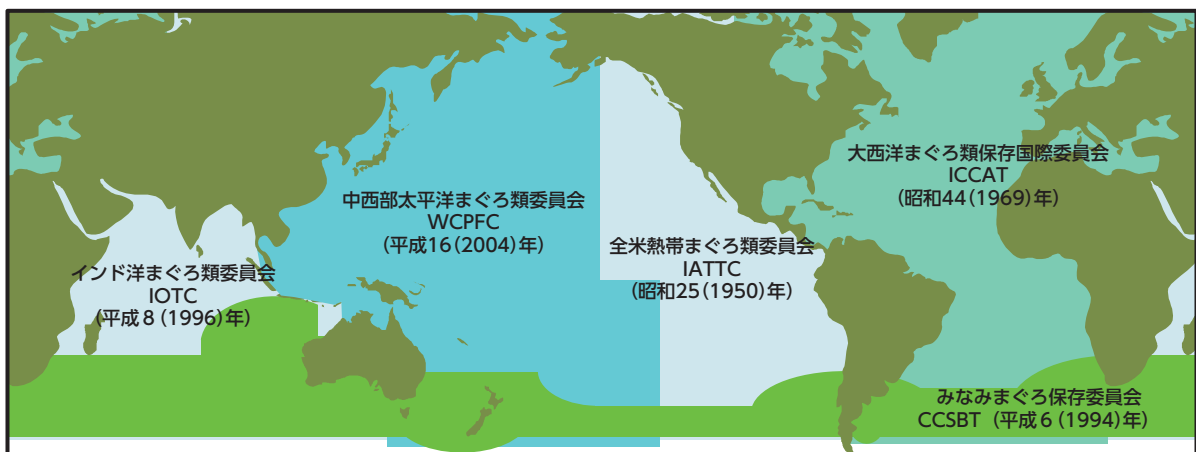 中西部太平洋まぐろ類委員会
WCPFC
(平成16(2004)年)
大西洋まぐろ類保存国際委員会
ICCAT
(昭和44(1969)年)
全米熱帯まぐろ類委員会
IATTC
(昭和25(1950)年)
インド洋まぐろ類委員会
IOTC
(平成8(1996)年)
みなみまぐろ保存委員会
CCSBT(平成6(1994)年)